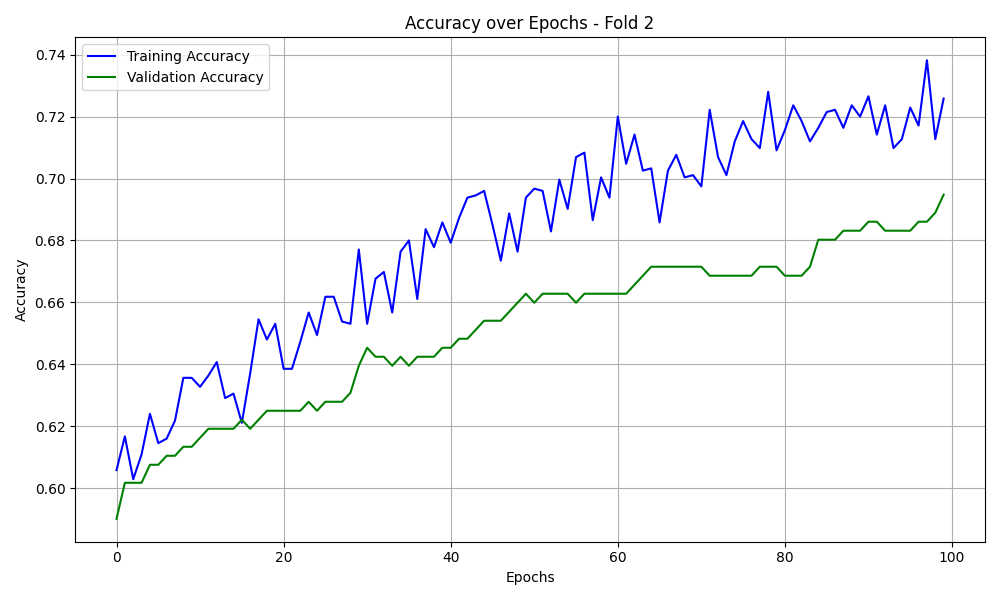 Accuracy over Epochs - Fold 2
Training Accuracy
Validation Accuracy
0.74
0.72
0.70
0.68
0.66
0.64
0.62
0.60
Accuracy
0 20 40 60 80 100
Epochs